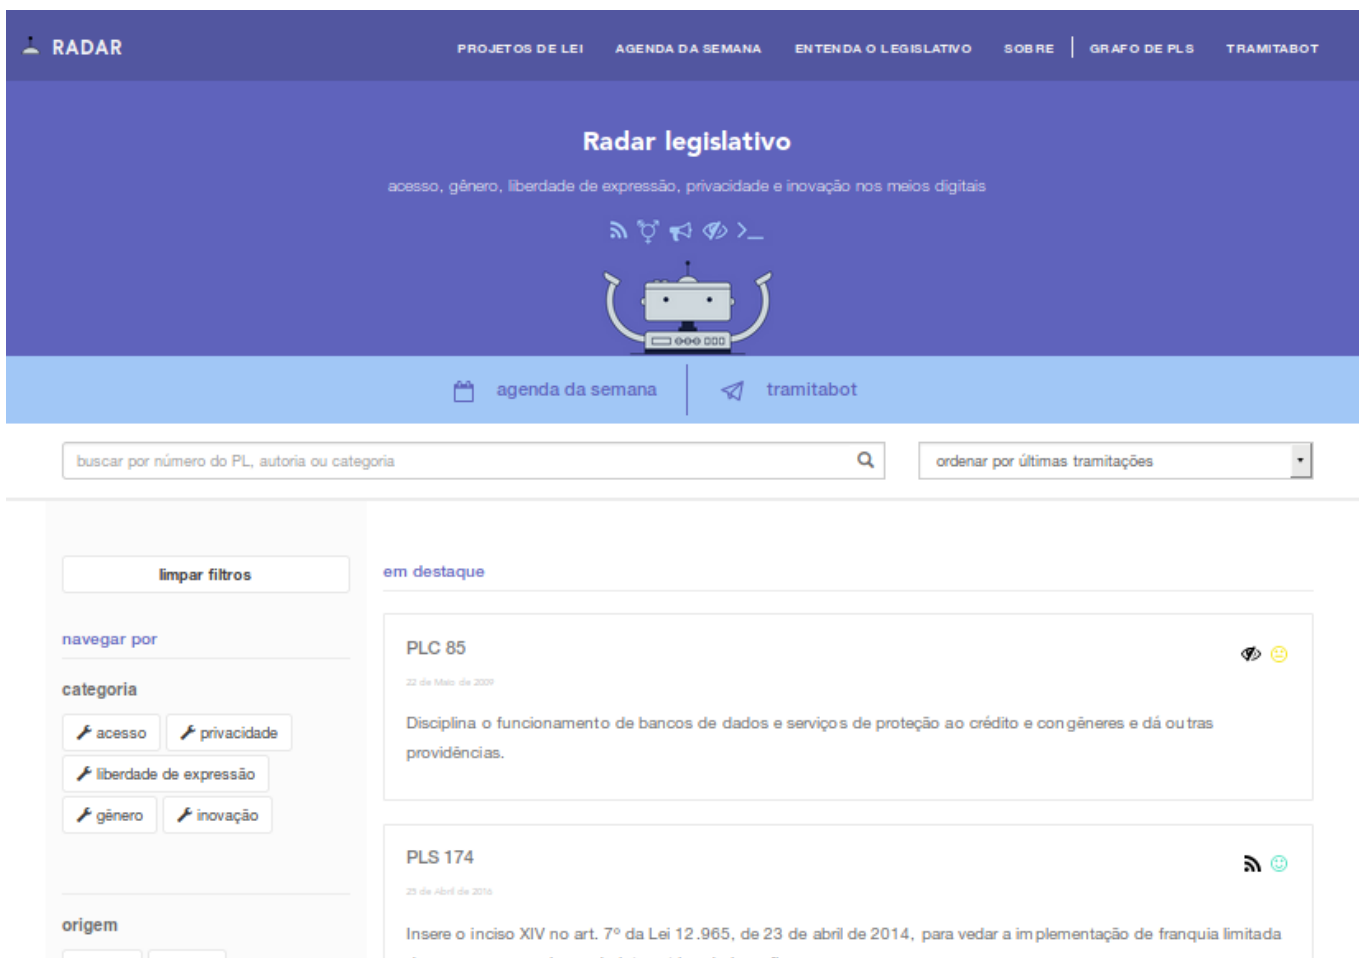 RADAR
PROJETOS DE LEI AGENDA DA SEMANA ENTENDA O LEGISLATIVO SOBRE GRAFO DE PLS TRAMITABOT
Radar legislativo
acesso, gênero, liberdade de expressão, privacidade e inovação nos meios digitais
agenda da semana tramitabot
buscar por número do PL, autoria ou categoria ordenar por últimas tramitações
limpar filtros
navegar por
categoria
acesso privacidade
liberdade de expressão
gênero inovação
origem
em destaque
PLC 85
22 de Maio de 2009
Disciplina o funcionamento de bancos de dados e serviços de proteção ao crédito e congêneres e dá outras
providências.
PLS 174
25 de Abril de 2016
Insere o inciso XIV no art. 7º da Lei 12.965, de 23 de abril de 2014, para vedar a implementação de franquia limitada